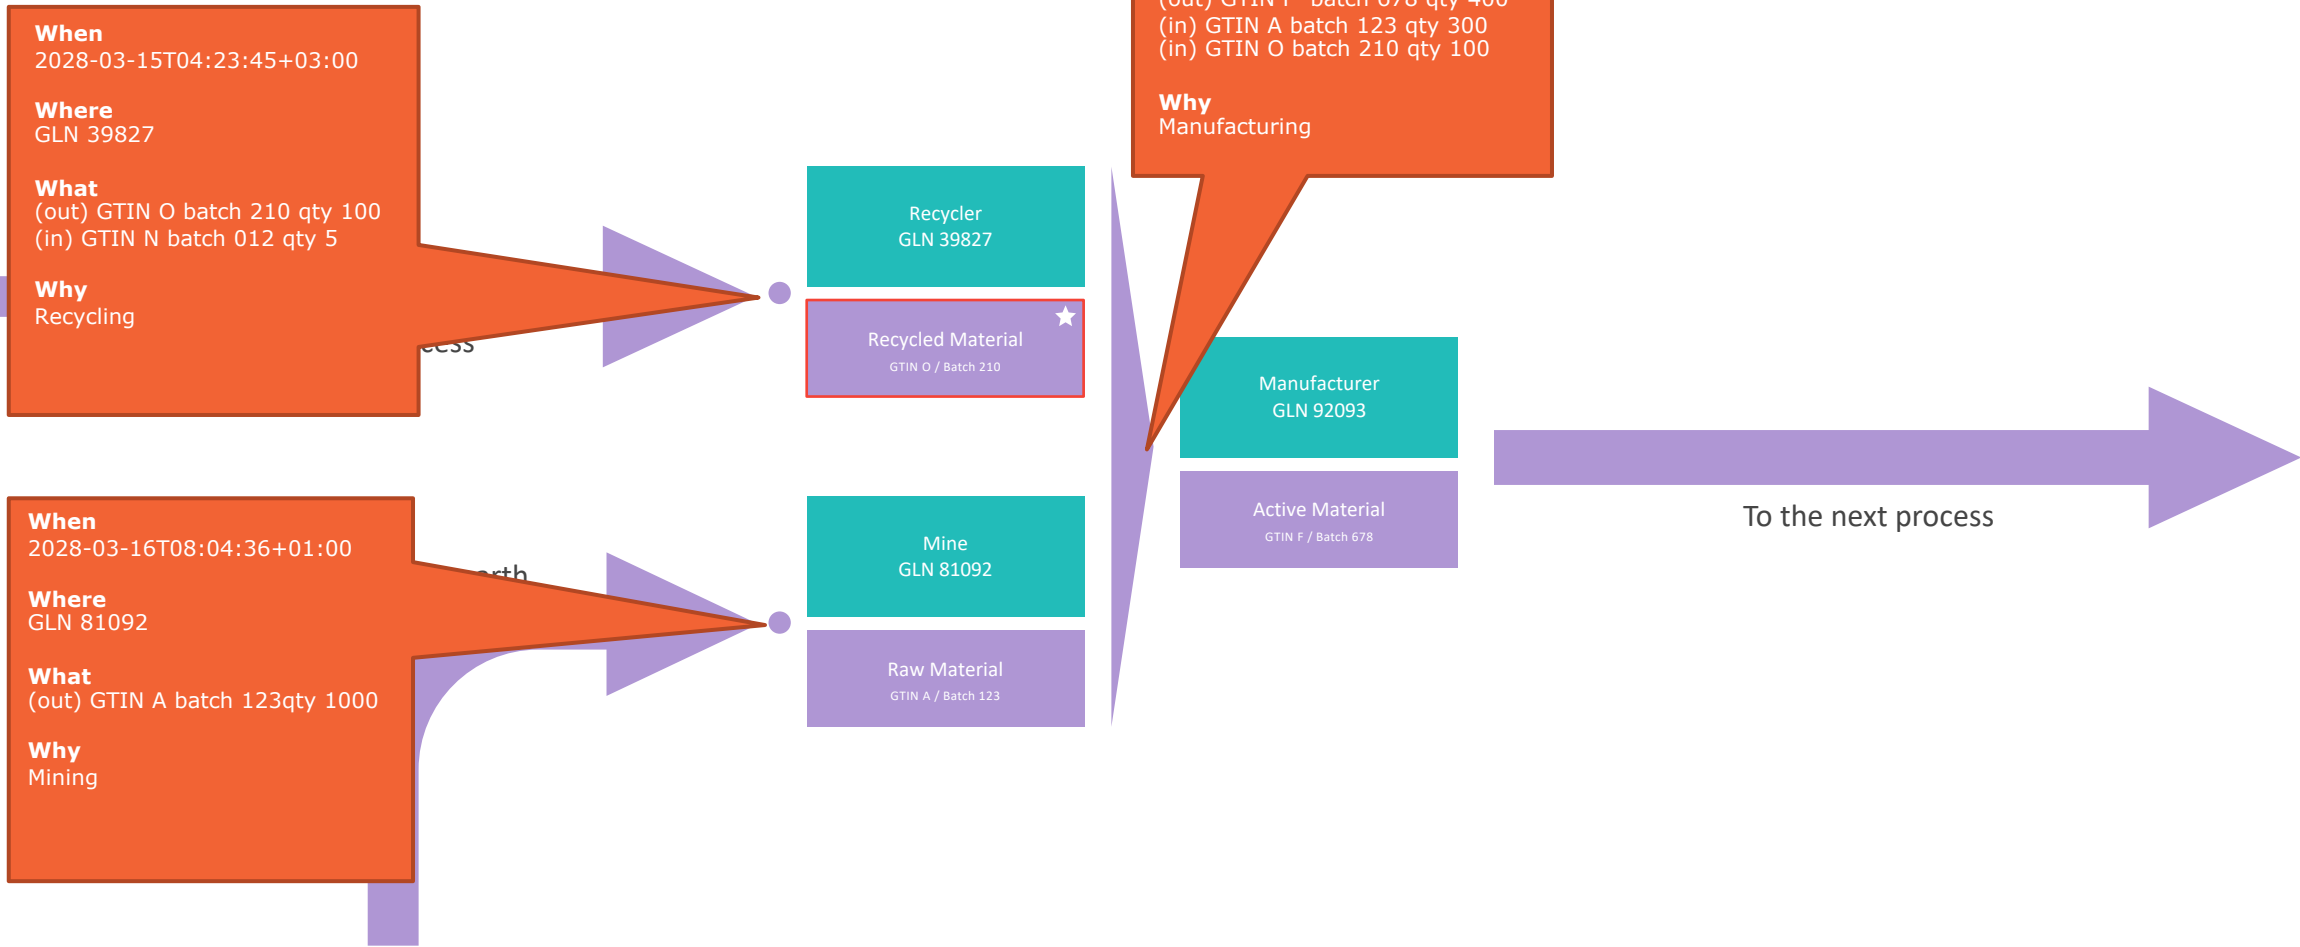 When
2028-03-15T04:23:45+03:00
Where
GLN 39827
What
(out) GTIN O batch 210 qty 100
(in) GTIN N batch 012 qty 5
Why
Recycling
(in) GTIN A batch 123 qty 300
(in) GTIN O batch 210 qty 100
Why
Manufacturing
Recycler
GLN 39827
Recycled Material
GTIN O / Batch 210
Manufacturer
GLN 92093
Active Material
GTIN F / Batch 678
To the next process
When
2028-03-16T08:04:36+01:00
Where
GLN 81092
What
(out) GTIN A batch 123qty 1000
Why
Mining
Mine
GLN 81092
Raw Material
GTIN A / Batch 123